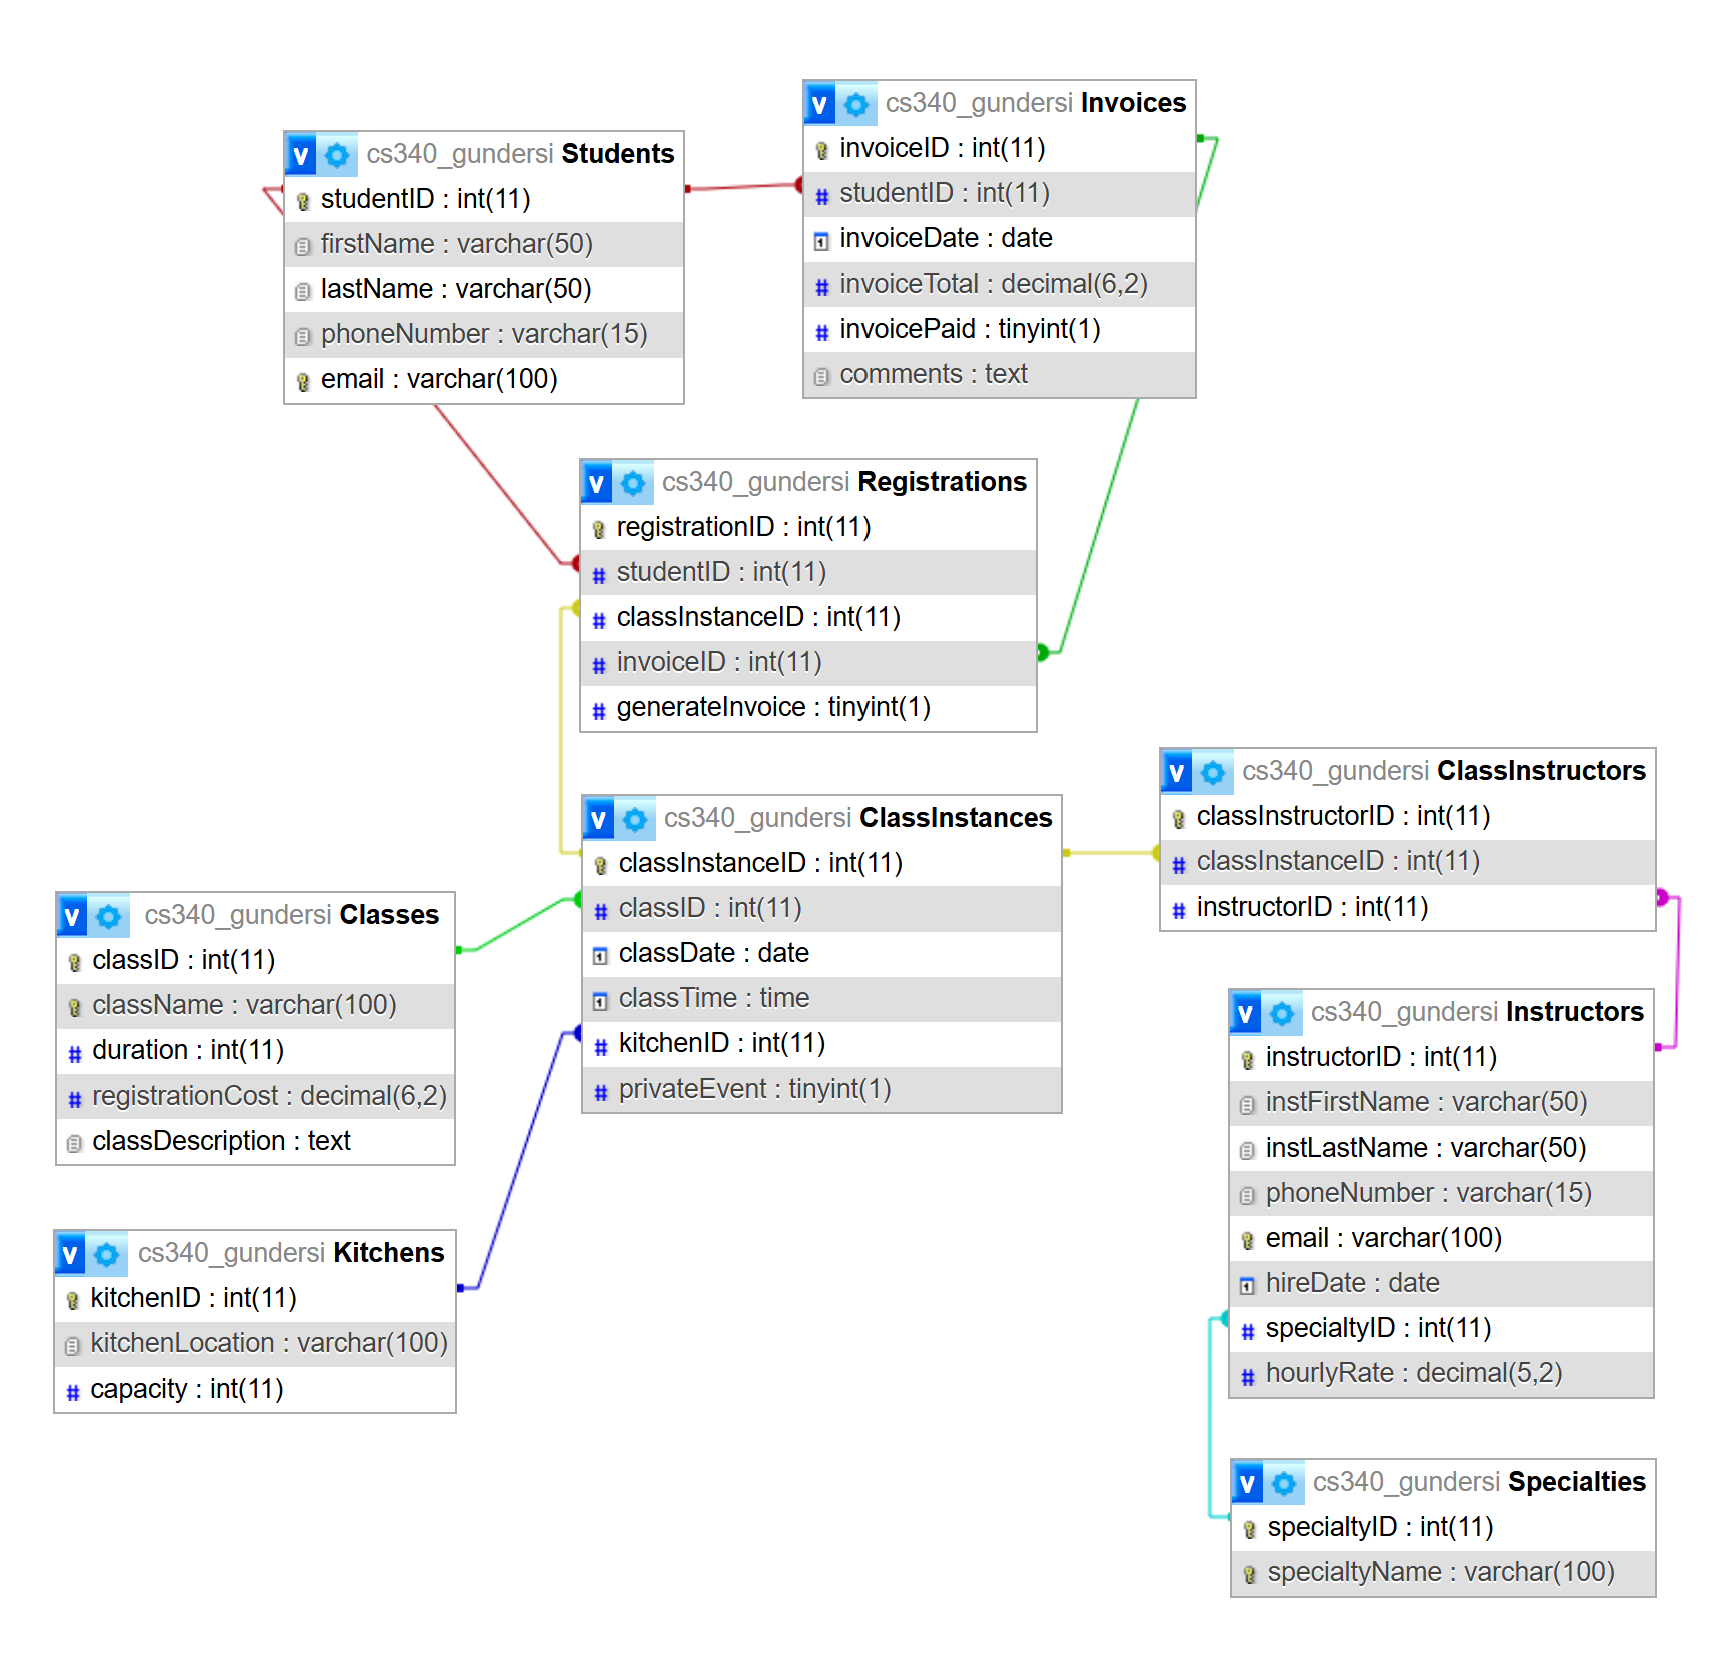 v cs340_gundersi Students
studentID : int(11)
firstName : varchar(50)
lastName : varchar(50)
phoneNumber : varchar(15)
email : varchar(100)
v cs340_gundersi Invoices
invoiceID : int(11)
studentID : int(11)
invoiceDate : date
invoiceTotal : decimal(6,2)
invoicePaid : tinyint(1)
comments : text
v cs340_gundersi Registrations
registrationID : int(11)
studentID : int(11)
classInstanceID : int(11)
invoiceID : int(11)
generateInvoice : tinyint(1)
v cs340_gundersi ClassInstances
classInstanceID : int(11)
classID : int(11)
classDate : date
classTime : time
kitchenID : int(11)
privateEvent : tinyint(1)
v cs340_gundersi ClassInstructors
classInstructorID : int(11)
classInstanceID : int(11)
instructorID : int(11)
v cs340_gundersi Classes
classID : int(11)
className : varchar(100)
duration : int(11)
registrationCost : decimal(6,2)
classDescription : text
v cs340_gundersi Kitchens
kitchenID : int(11)
kitchenLocation : varchar(100)
capacity : int(11)
v cs340_gundersi Instructors
instructorID : int(11)
instFirstName : varchar(50)
instLastName : varchar(50)
phoneNumber : varchar(15)
email : varchar(100)
hireDate : date
specialtyID : int(11)
hourlyRate : decimal(5,2)
v cs340_gundersi Specialties
specialtyID : int(11)
specialtyName : varchar(100)